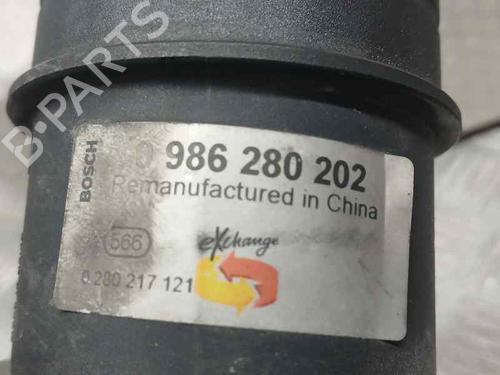 B-PARTS
BOSCH
0 986 280 202
Remanufactured in China
566
eXchange
0 280 217 121